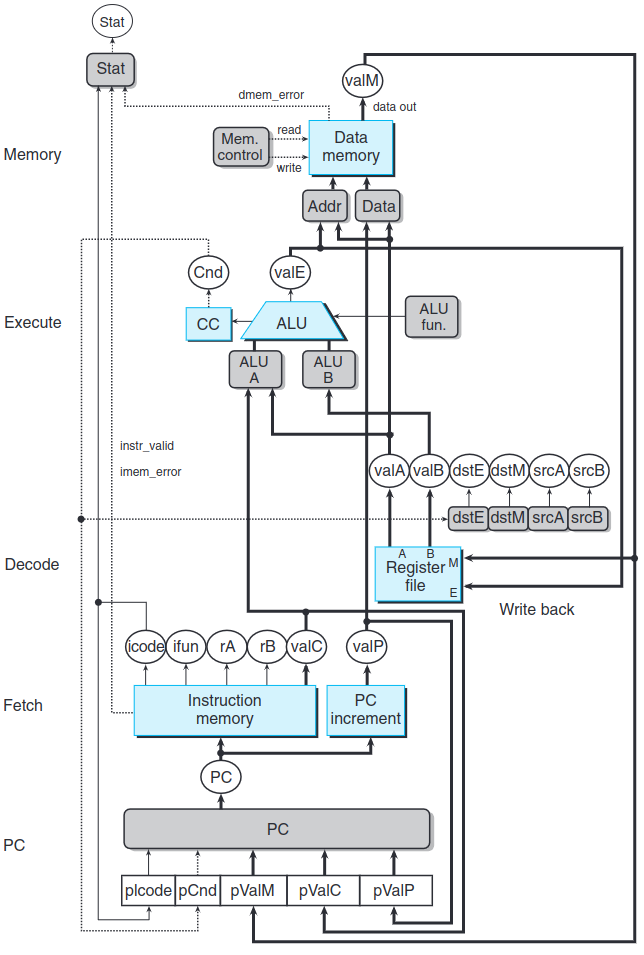 Stat
Stat
valM
dmem_error
data out
Mem.
control
read
write
Data
memory
Memory
Addr
Data
Cnd
valE
Execute
CC
ALU
ALU
fun.
ALU
A
ALU
B
instr_valid
imem_error
valA
valB
dstE
dstM
srcA
srcB
dstE
dstM
srcA
srcB
Decode
A
B
M
E
Register
file
Write back
icode
ifun
rA
rB
valC
valP
Fetch
Instruction
memory
PC
increment
PC
PC
PC
pIcode
pCnd
pValM
pValC
pValP